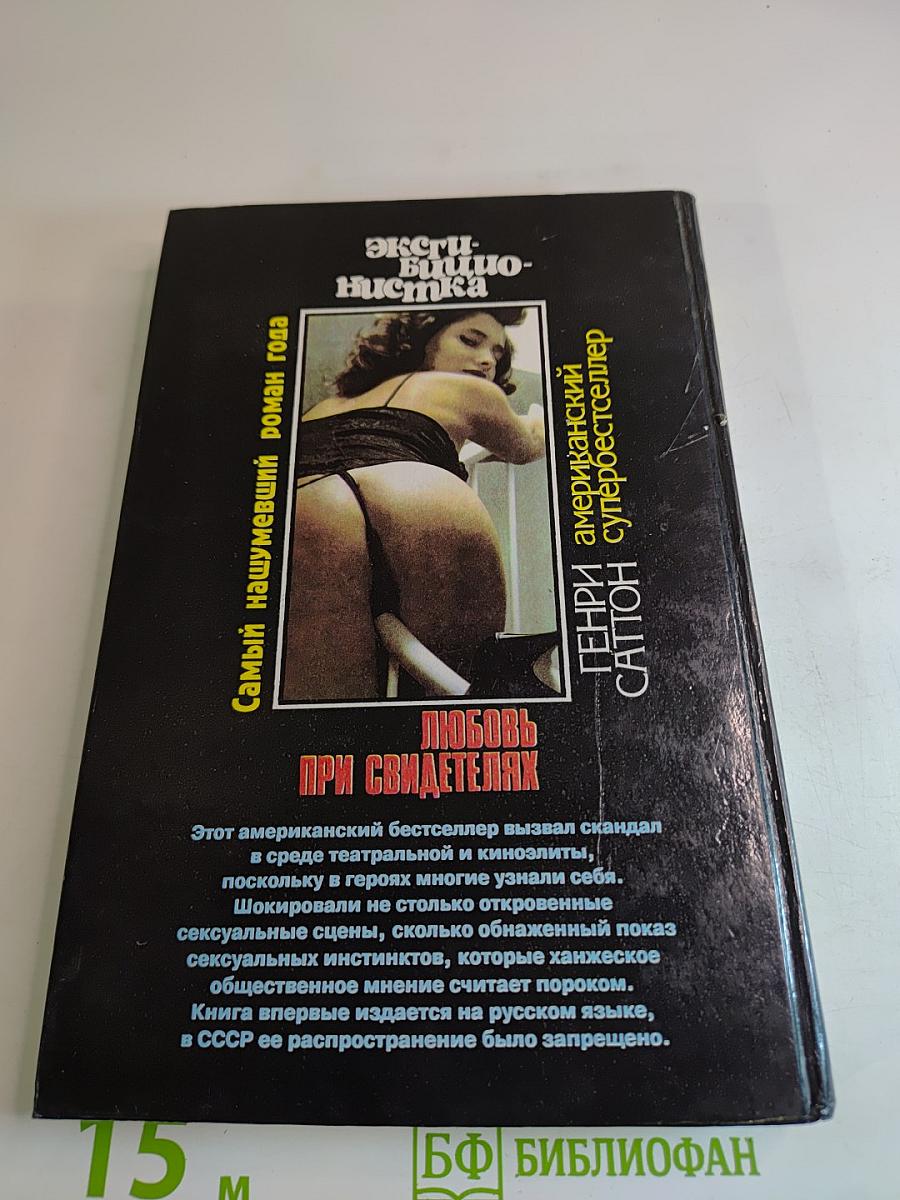 эксги-
бицио-
нистка
Самый нашумевший роман года
американский
супербестселлер
ГЕНРИ
САТТОН
ЛЮБОВЬ
ПРИ СВИДЕТЕЛЯХ
Этот американский бестселлер вызвал скандал
в среде театральной и киноэлиты,
поскольку в героях многие узнали себя.
Шокировали не столько откровенные
сексуальные сцены, сколько обнаженный показ
сексуальных инстинктов, которые ханжеское
общественное мнение считает пороком.
Книга впервые издается на русском языке,
в СССР ее распространение было запрещено.
15 м
БФ БИБЛИОФАН